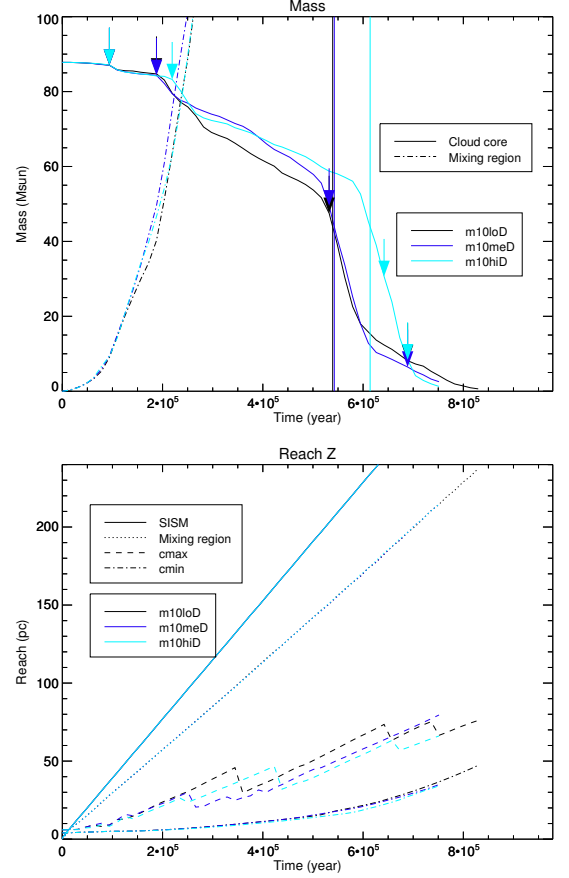 Mass
100
80
60
40
20
0
Mass (Msun)
Cloud core
Mixing region
m10loD
m10meD
m10hiD
0 2•10⁵ 4•10⁵ 6•10⁵ 8•10⁵
Time (year)
Reach Z
200
150
100
50
0
Reach (pc)
SISM
Mixing region
cmax
cmin
m10loD
m10meD
m10hiD
0 2•10⁵ 4•10⁵ 6•10⁵ 8•10⁵
Time (year)